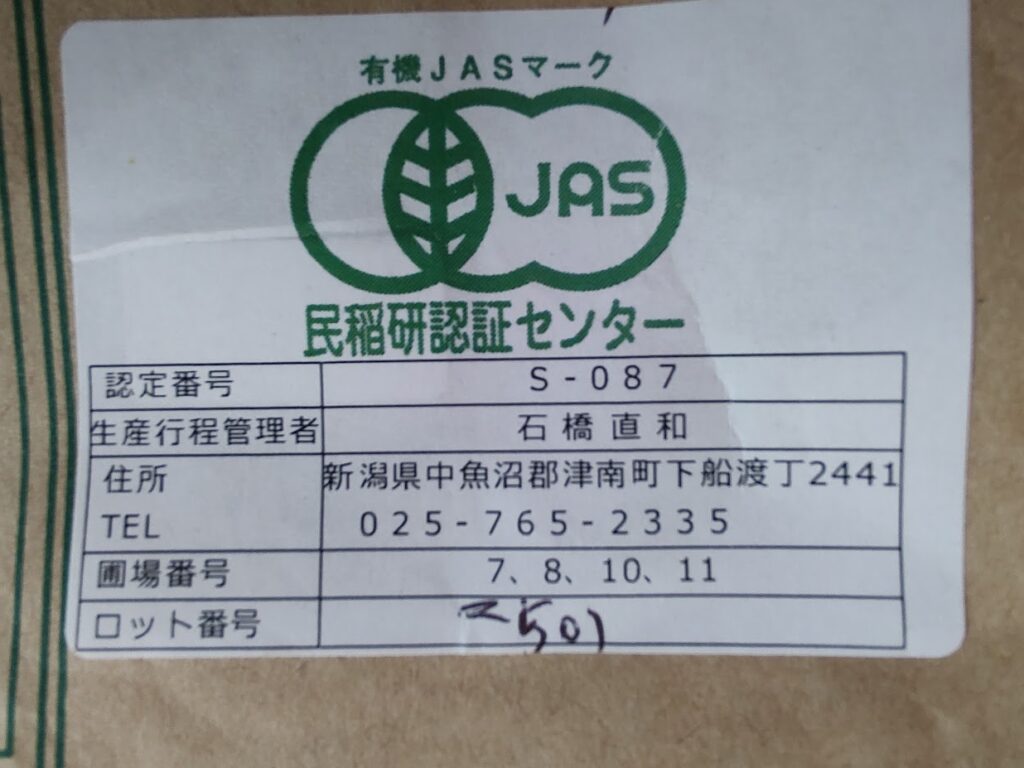 有機JASマーク
JAS
民稲研認証センター
認定番号 S-087
生産行程管理者 石橋直和
住所 新潟県中魚沼郡津南町下船渡丁2441
TEL 025-765-2335
圃場番号 7、8、10、11
ロット番号 501